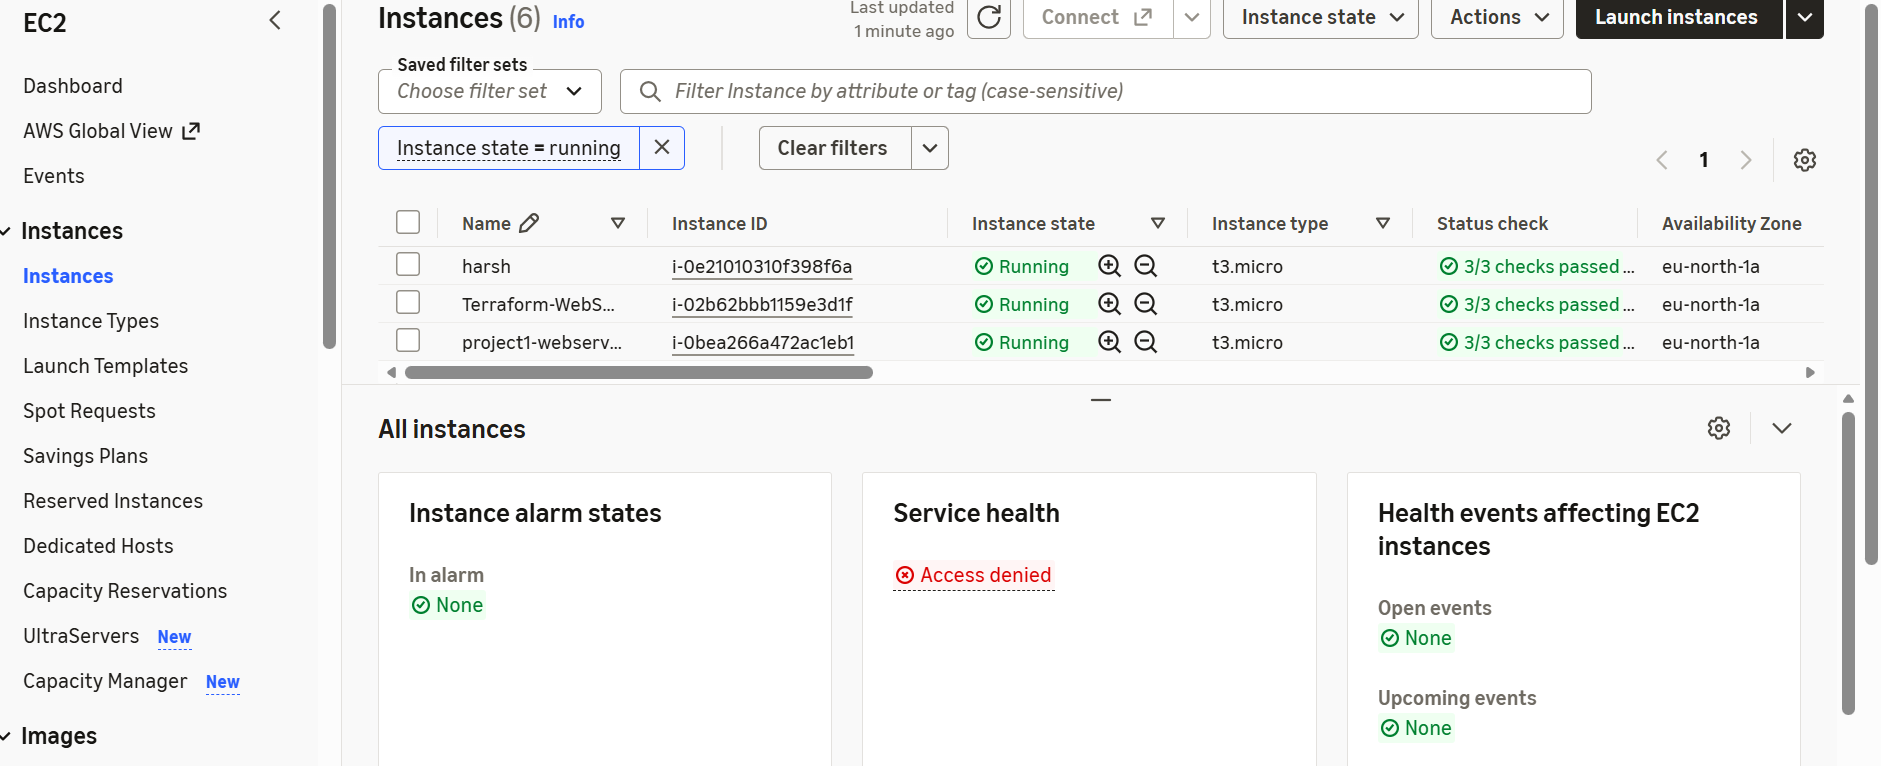 EC2
Dashboard
AWS Global View
Events
Instances
Instances
Instance Types
Launch Templates
Spot Requests
Savings Plans
Reserved Instances
Dedicated Hosts
Capacity Reservations
UltraServers New
Capacity Manager New
Images
Instances (6) Info
Last updated
1 minute ago
Connect
Instance state
Actions
Launch instances
Saved filter sets
Choose filter set
Filter Instance by attribute or tag (case-sensitive)
Instance state = running
Clear filters
1
Name Instance ID Instance state Instance type Status check Availability Zone
harsh i-0e21010310f398f6a Running t3.micro 3/3 checks passed ... eu-north-1a
Terraform-WebS... i-02b62bbb1159e3d1f Running t3.micro 3/3 checks passed ... eu-north-1a
project1-webserv... i-0bea266a472ac1eb1 Running t3.micro 3/3 checks passed ... eu-north-1a
All instances
Instance alarm states
In alarm
None
Service health
Access denied
Health events affecting EC2
instances
Open events
None
Upcoming events
None